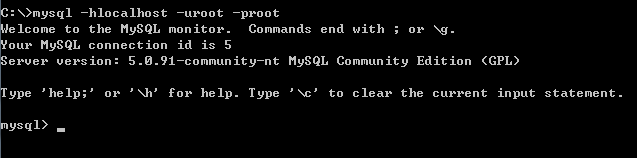 C:\>mysql -hlocalhost -uroot -proot
Welcome to the MySQL monitor.  Commands end with ; or \g.
Your MySQL connection id is 5
Server version: 5.0.91-community-nt MySQL Community Edition (GPL)
Type 'help;' or '\h' for help. Type '\c' to clear the current input statement.
mysql> _